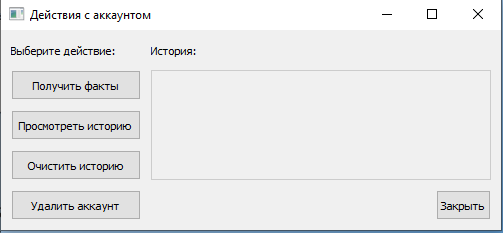 Действия с аккаунтом
Выберите действие:
История:
Получить факты
Просмотреть историю
Очистить историю
Удалить аккаунт
Закрыть